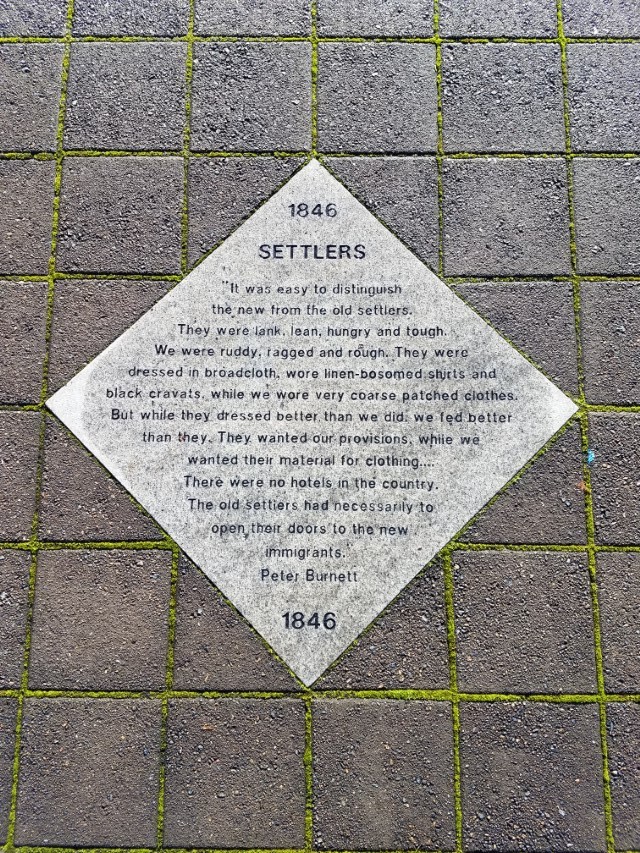 1846
SETTLERS
"It was easy to distinguish
the new from the old settlers.
They were lank, lean, hungry and tough.
We were ruddy, ragged and rough. They were
dressed in broadcloth, wore linen-bosomed shirts and
black cravats, while we wore very coarse patched clothes.
But while they dressed better than we did, we fed better
than they. They wanted our provisions, while we
wanted their material for clothing....
There were no hotels in the country.
The old settlers had necessarily to
open their doors to the new
immigrants."
Peter Burnett
1846